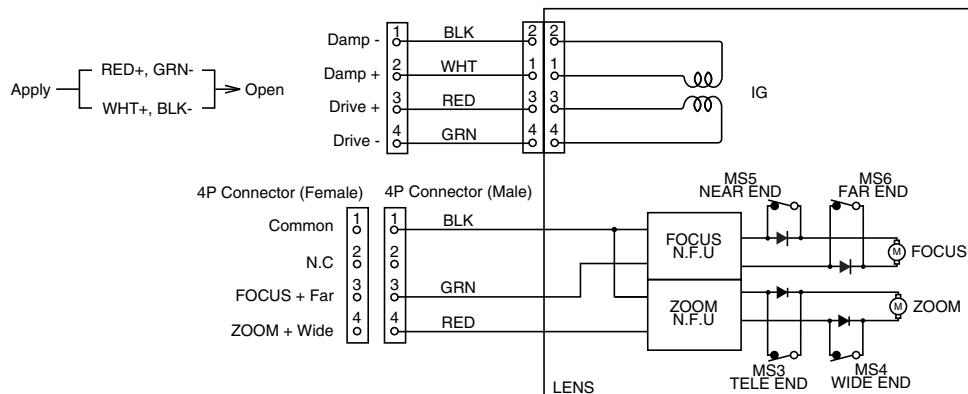 Apply
RED+, GRN-
WHT+, BLK-
Open
Damp - 1 BLK 2 2
Damp + 2 WHT 1 1
Drive + 3 RED 3 3
Drive - 4 GRN 4 4
IG
4P Connector (Female) 4P Connector (Male)
Common 1 1 BLK
N.C 2 2
FOCUS + Far 3 3 GRN
ZOOM + Wide 4 4 RED
MS5
NEAR END
MS6
FAR END
FOCUS
N.F.U
M FOCUS
ZOOM
N.F.U
M ZOOM
MS3
TELE END
MS4
WIDE END
LENS